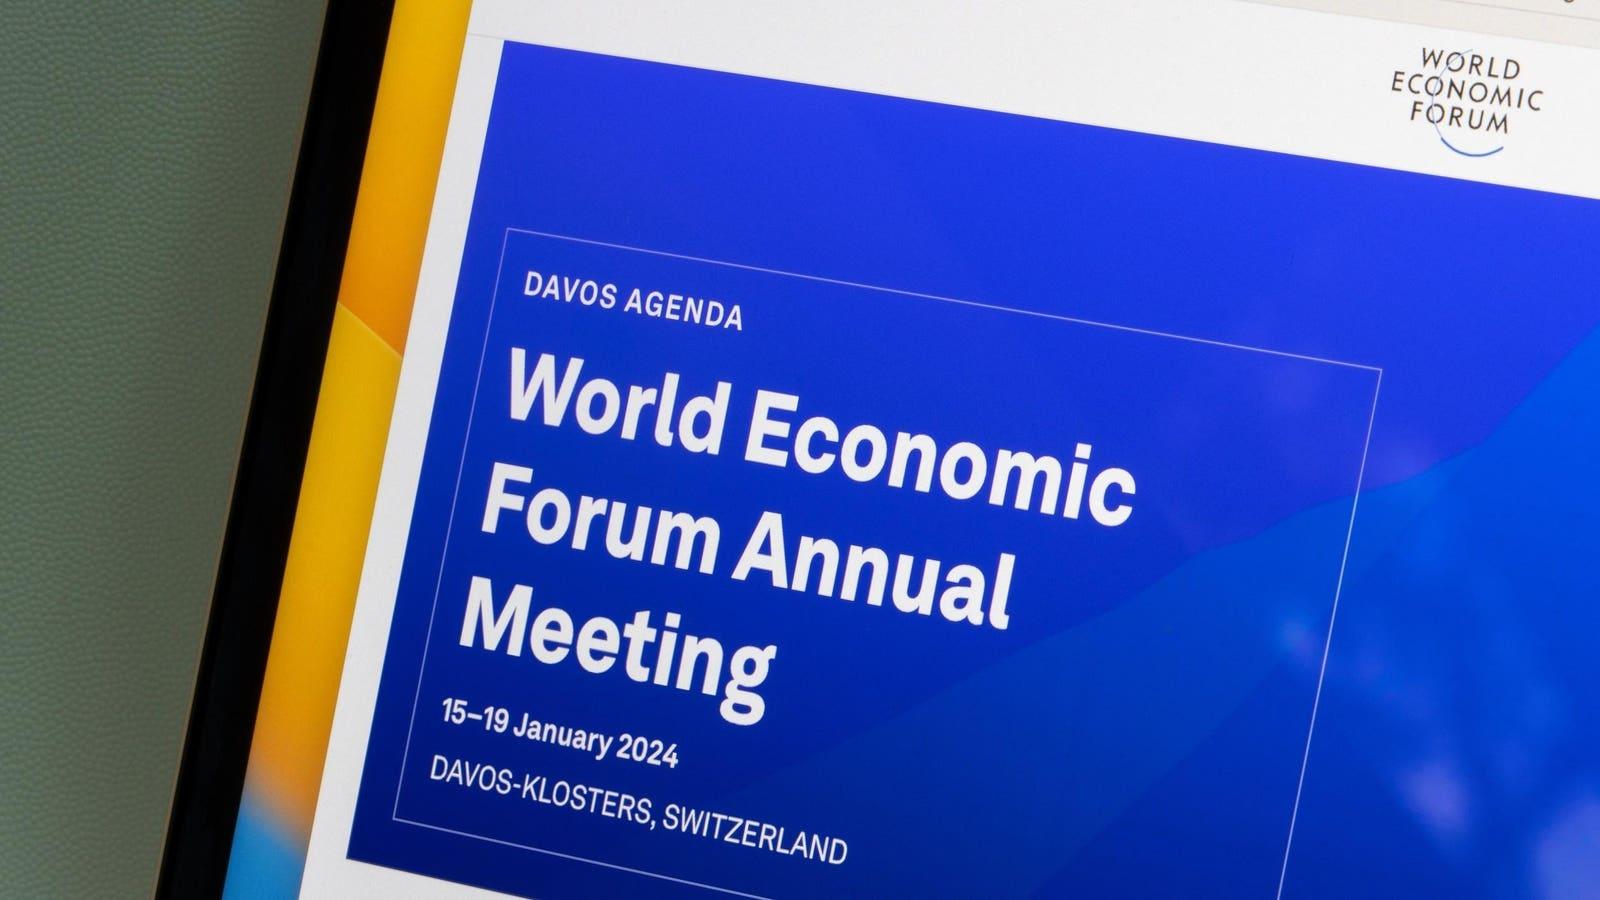 WORLD
ECONOMIC
FORUM
DAVOS AGENDA
World Economic
Forum Annual
Meeting
15–19 January 2024
DAVOS-KLOSTERS, SWITZERLAND